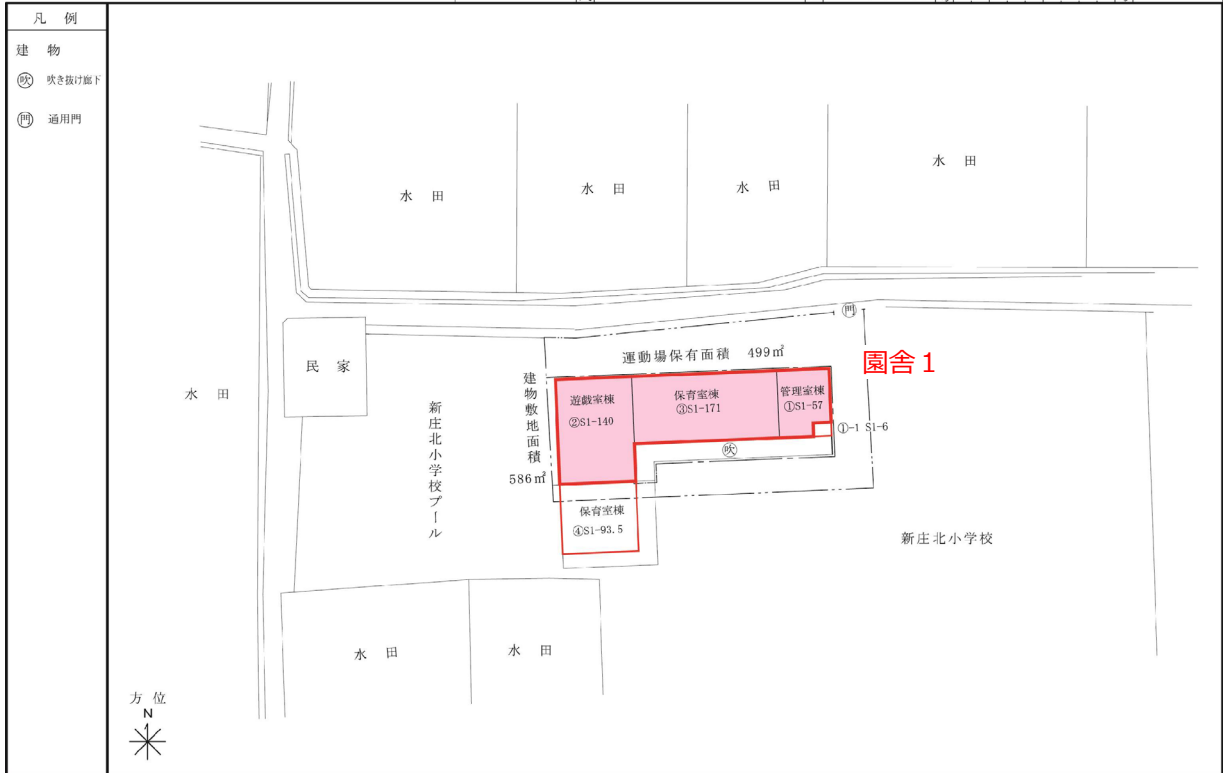 凡 例
建 物
吹 吹き抜け廊下
門 通用門
水 田
水 田
水 田
水 田
門
運動場保有面積 499㎡
園舎1
民 家
水 田
新庄北小学校プール
建物敷地面積
586㎡
遊戯室棟
②S1-140
保育室棟
③S1-171
管理室棟
①S1-57
①-1 S1-6
吹
保育室棟
④S1-93.5
新庄北小学校
水 田
水 田
方 位
N